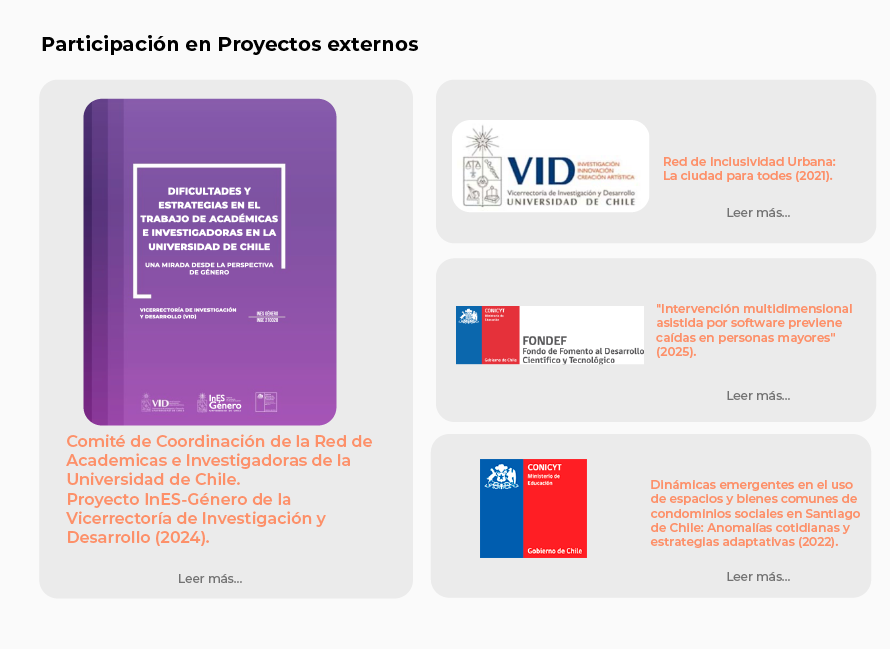 Participación en Proyectos externos
DIFICULTADES Y
ESTRATEGIAS EN EL
TRABAJO DE ACADÉMICAS
E INVESTIGADORAS EN LA
UNIVERSIDAD DE CHILE
UNA MIRADA DESDE LA PERSPECTIVA
DE GÉNERO
VICERRECTORÍA DE INVESTIGACIÓN
Y DESARROLLO (VID)
INES GÉNERO
VID
InES
Género
Comité de Coordinación de la Red de
Academicas e Investigadoras de la
Universidad de Chile.
Proyecto InES-Género de la
Vicerrectoría de Investigación y
Desarrollo (2024).
Leer más...
VID
INVESTIGACIÓN
INNOVACIÓN
CREACIÓN ARTÍSTICA
Vicerrectoría de Investigación y Desarrollo
UNIVERSIDAD DE CHILE
Red de Inclusividad Urbana:
La ciudad para todes (2021).
Leer más...
CONICYT
Ministerio de
Educación
Gobierno de Chile
FONDEF
Fondo de Fomento al Desarrollo
Científico y Tecnológico
"Intervención multidimensional
asistida por software previene
caídas en personas mayores"
(2025).
Leer más...
CONICYT
Ministerio de
Educación
Gobierno de Chile
Dinámicas emergentes en el uso
de espacios y bienes comunes de
condominios sociales en Santiago
de Chile: Anomalías cotidianas y
estrategias adaptativas (2022).
Leer más...